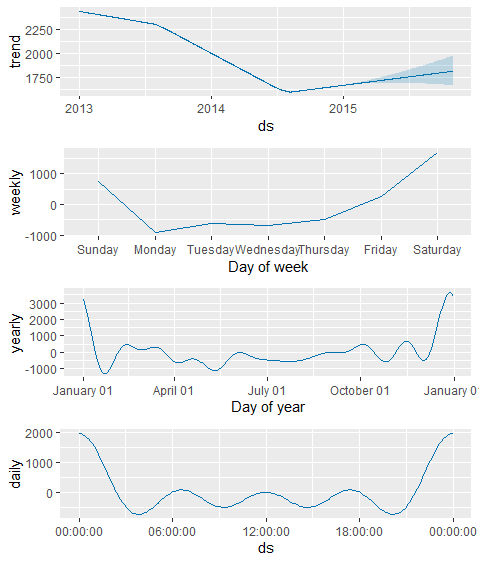 trend
2250
2000
1750
2013 2014 2015
ds
weekly
1000
0
-1000
Sunday Monday Tuesday Wednesday Thursday Friday Saturday
Day of week
yearly
3000
2000
1000
0
-1000
January 01 April 01 July 01 October 01 January 01
Day of year
daily
2000
1000
0
00:00:00 06:00:00 12:00:00 18:00:00 00:00:00
ds